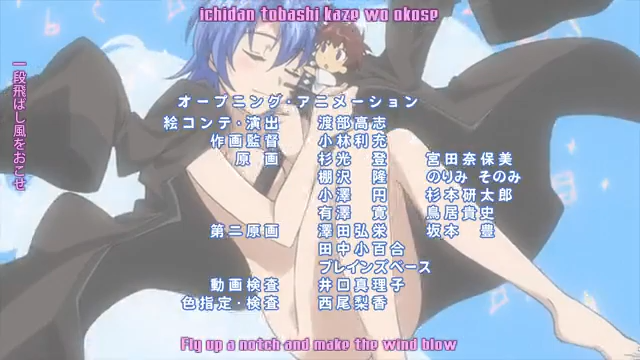 ichidan tobashi kaze wo okose
一段飛ばし風をおこせ
オープニング・アニメーション
絵コンテ・演出 渡部高志
作画監督 小林利充
原画 杉光 登 宮田奈保美
棚沢 隆 のりみ そのみ
小澤 円 杉本研太郎
有澤 寛 鳥居貴史
第二原画 澤田弘栄 坂本 豊
田中小百合
ブレインズベース
動画検査 井口真理子
色指定・検査 西尾梨香
Fly up a notch and make the wind blow